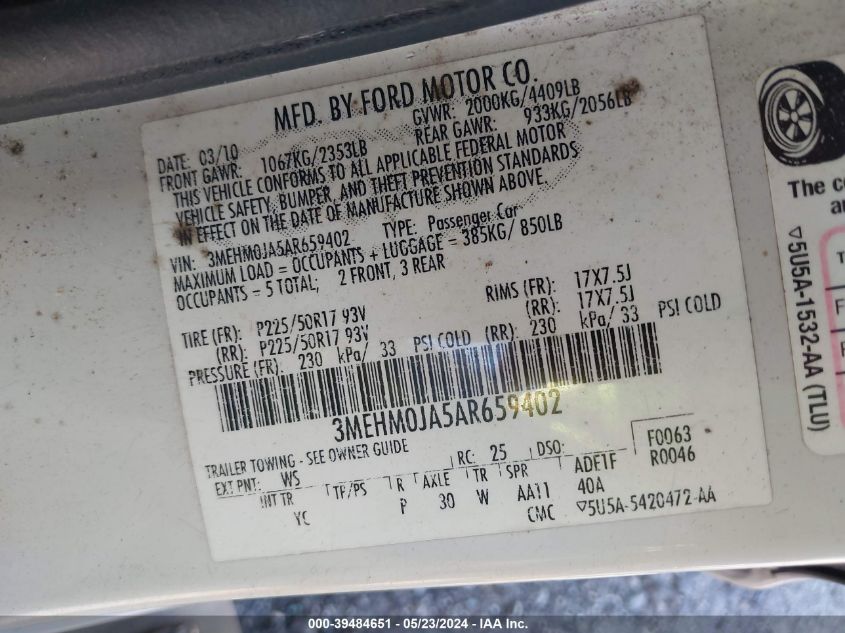 MFD. BY FORD MOTOR CO.
DATE: 03/10 GVWR: 2000KG/4409LB
FRONT GAWR: 1067KG/2353LB REAR GAWR: 933KG/2056LB
THIS VEHICLE CONFORMS TO ALL APPLICABLE FEDERAL MOTOR
VEHICLE SAFETY, BUMPER, AND THEFT PREVENTION STANDARDS
IN EFFECT ON THE DATE OF MANUFACTURE SHOWN ABOVE.
VIN: 3MEHM0JA5AR659402 TYPE: Passenger Car
MAXIMUM LOAD = OCCUPANTS + LUGGAGE = 385KG/ 850LB
OCCUPANTS = 5 TOTAL; 2 FRONT, 3 REAR
TIRE (FR): P225/50R17 93V RIMS (FR): 17X7.5J
(RR): P225/50R17 93V (RR): 17X7.5J
PRESSURE (FR): 230 kPa/ 33 PSI COLD (RR): 230 kPa/ 33 PSI COLD
3MEHM0JA5AR659402
TRAILER TOWING - SEE OWNER GUIDE
EXT PNT: WS RC: 25 DSO: F0063
R0046
INT TR TP/PS R AXLE TR SPR ADE1F
YC P 30 W AA11 40A
CMC ▽5U5A-5420472-AA
The co
an
▽5U5A-1532-AA (TLU)
T
F
000-39484651 - 05/23/2024 - IAA Inc.